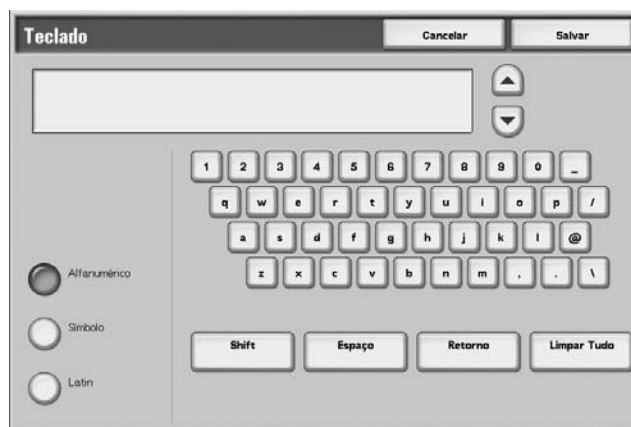 Teclado Cancelar Salvar
1 2 3 4 5 6 7 8 9 0 _
q w e r t y u i o p /
a s d f g h j k l @
z x c v b n m , . \
Alfanumérico
Símbolo
Latin
Shift Espaço Retorno Limpar Tudo